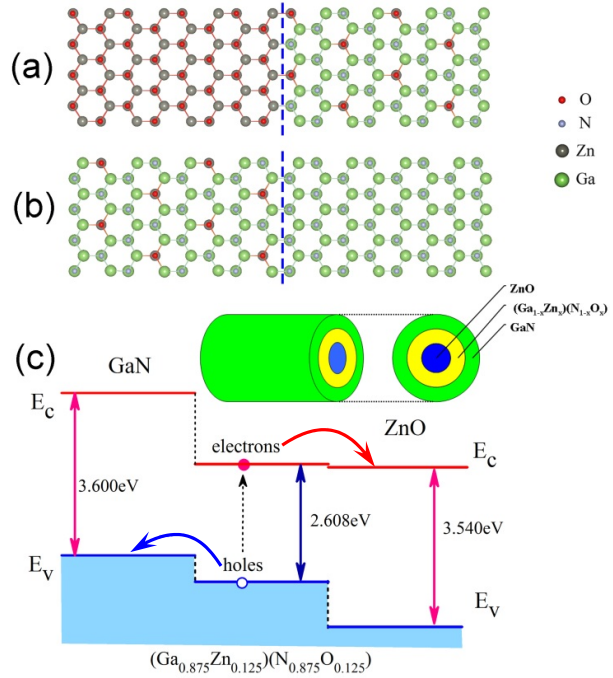 (a)
O
N
Zn
Ga
(b)
ZnO
(Ga1-xZnx)(N1-xOx)
GaN
(c)
GaN
ZnO
Ec
electrons
Ec
3.600eV
2.608eV
3.540eV
Ev
holes
Ev
(Ga0.875Zn0.125)(N0.875O0.125)